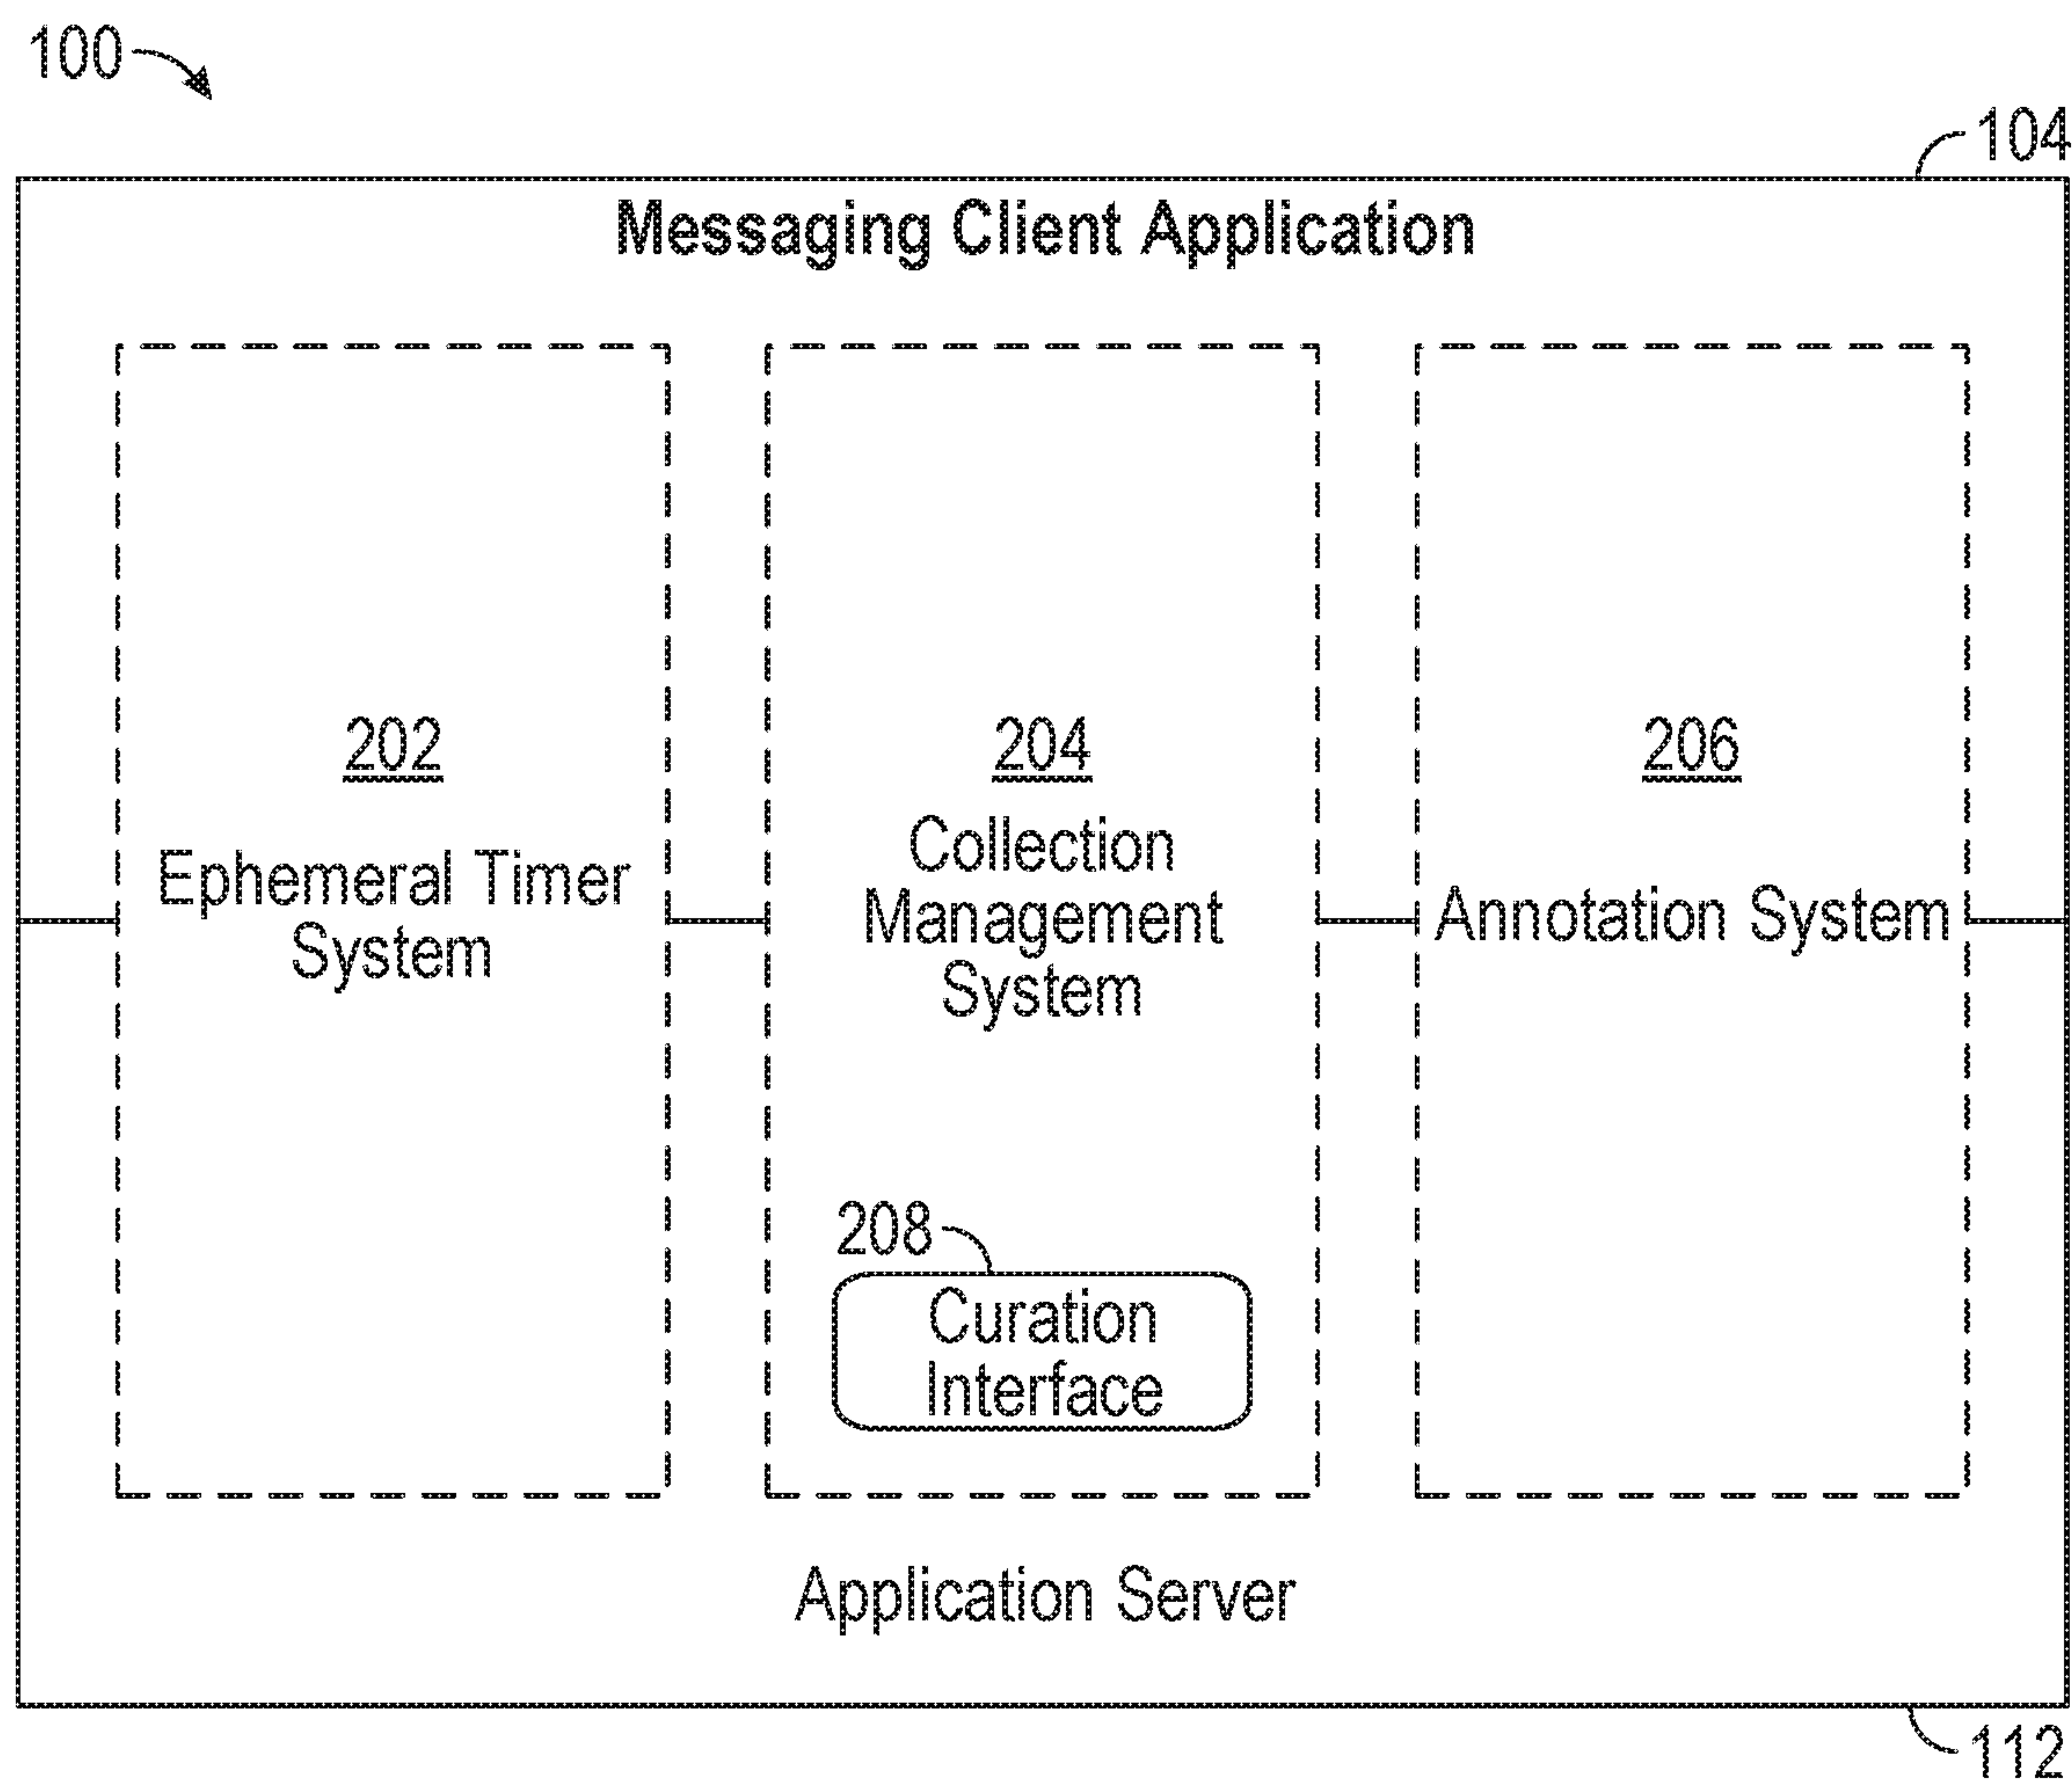 100
104
Messaging Client Application
202
Ephemeral Timer
System
204
Collection
Management
System
206
Annotation System
208
Curation
Interface
Application Server
112